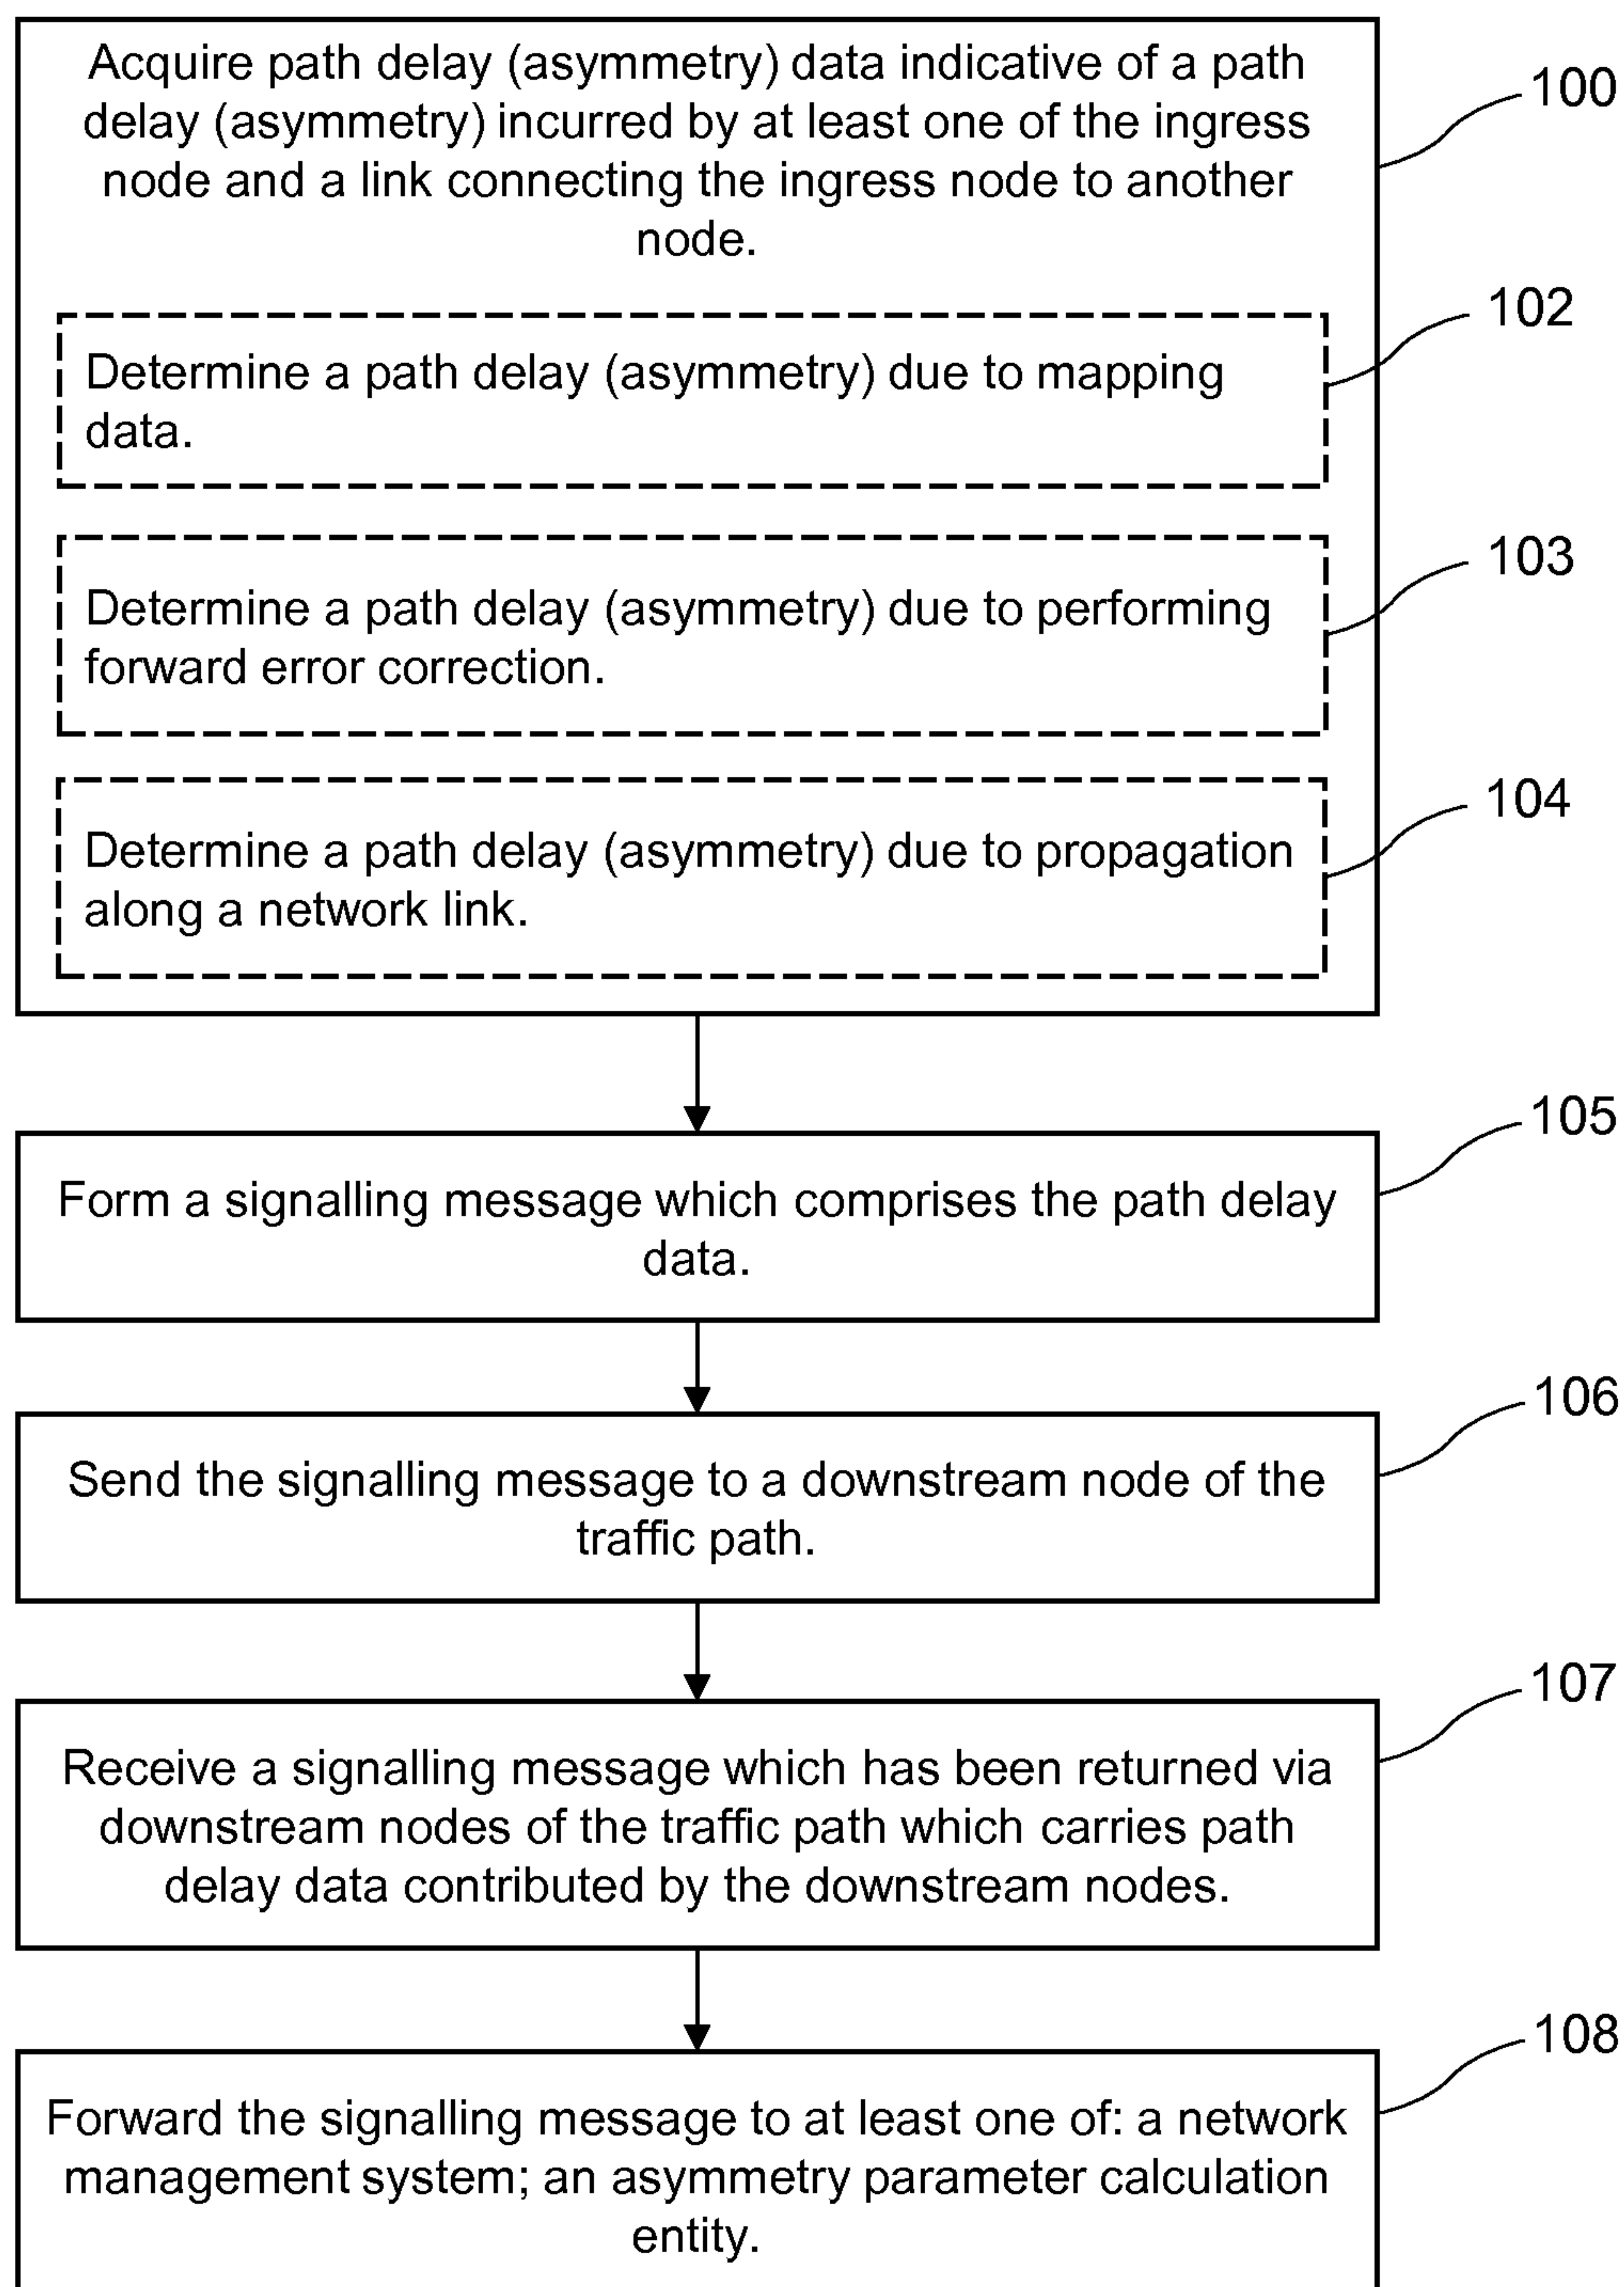 Acquire path delay (asymmetry) data indicative of a path
delay (asymmetry) incurred by at least one of the ingress
node and a link connecting the ingress node to another
node.
100
Determine a path delay (asymmetry) due to mapping
data.
102
Determine a path delay (asymmetry) due to performing
forward error correction.
103
Determine a path delay (asymmetry) due to propagation
along a network link.
104
Form a signalling message which comprises the path delay
data.
105
Send the signalling message to a downstream node of the
traffic path.
106
Receive a signalling message which has been returned via
downstream nodes of the traffic path which carries path
delay data contributed by the downstream nodes.
107
Forward the signalling message to at least one of: a network
management system; an asymmetry parameter calculation
entity.
108